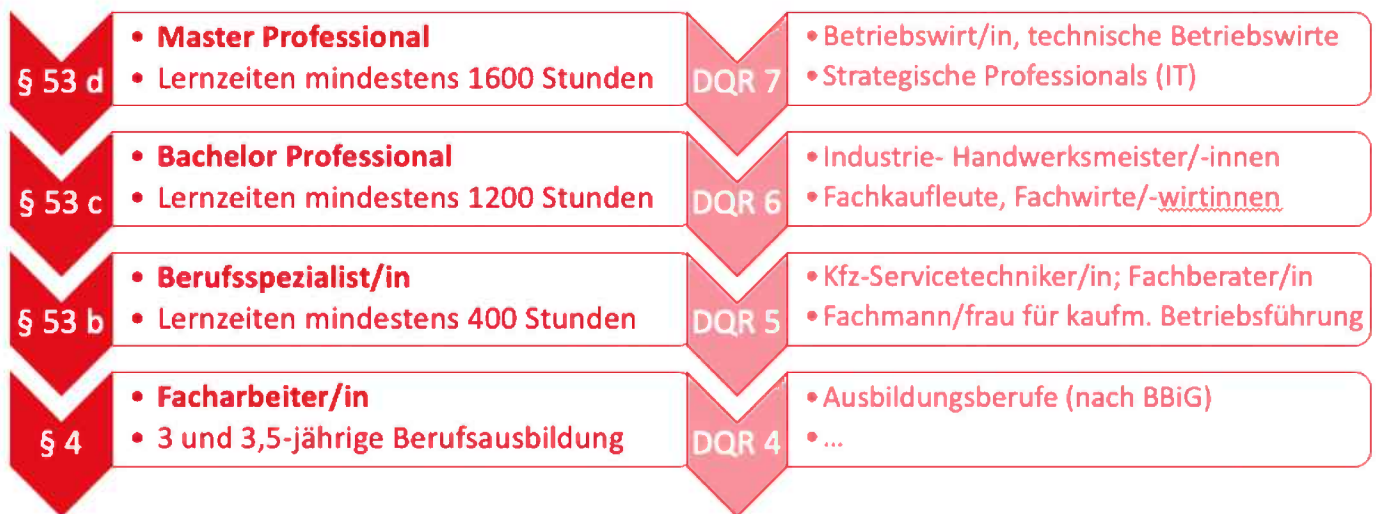 § 53 d
• Master Professional
• Lernzeiten mindestens 1600 Stunden
DQR 7
• Betriebswirt/in, technische Betriebswirte
• Strategische Professionals (IT)
§ 53 c
• Bachelor Professional
• Lernzeiten mindestens 1200 Stunden
DQR 6
• Industrie- Handwerksmeister/-innen
• Fachkaufleute, Fachwirte/-wirtinnen
§ 53 b
• Berufsspezialist/in
• Lernzeiten mindestens 400 Stunden
DQR 5
• Kfz-Servicetechniker/in; Fachberater/in
• Fachmann/frau für kaufm. Betriebsführung
§ 4
• Facharbeiter/in
• 3 und 3,5-jährige Berufsausbildung
DQR 4
• Ausbildungsberufe (nach BBiG)
• ...